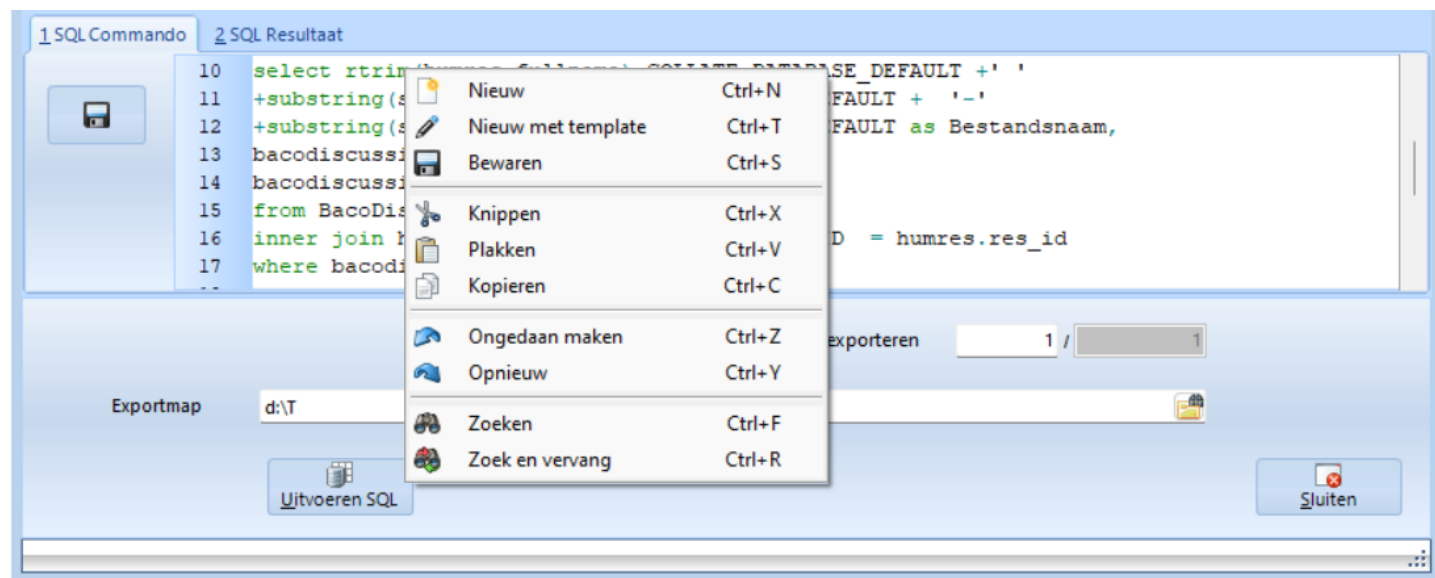 1 SQL Commando 2 SQL Resultaat
10 select rtrim( COLLATE DATABASE_DEFAULT +' '
11 +substring(s FAULT + '-'
12 +substring(s FAULT as Bestandsnaam,
13 bacodiscussi
14 bacodiscussi
15 from BacoDis
16 inner join h D = humres.res_id
17 where bacodi
Nieuw Ctrl+N
Nieuw met template Ctrl+T
Bewaren Ctrl+S
Knippen Ctrl+X
Plakken Ctrl+V
Kopieren Ctrl+C
Ongedaan maken Ctrl+Z
Opnieuw Ctrl+Y
Zoeken Ctrl+F
Zoek en vervang Ctrl+R
exporteren 1 / 1
Exportmap d:\T
Uitvoeren SQL
Sluiten